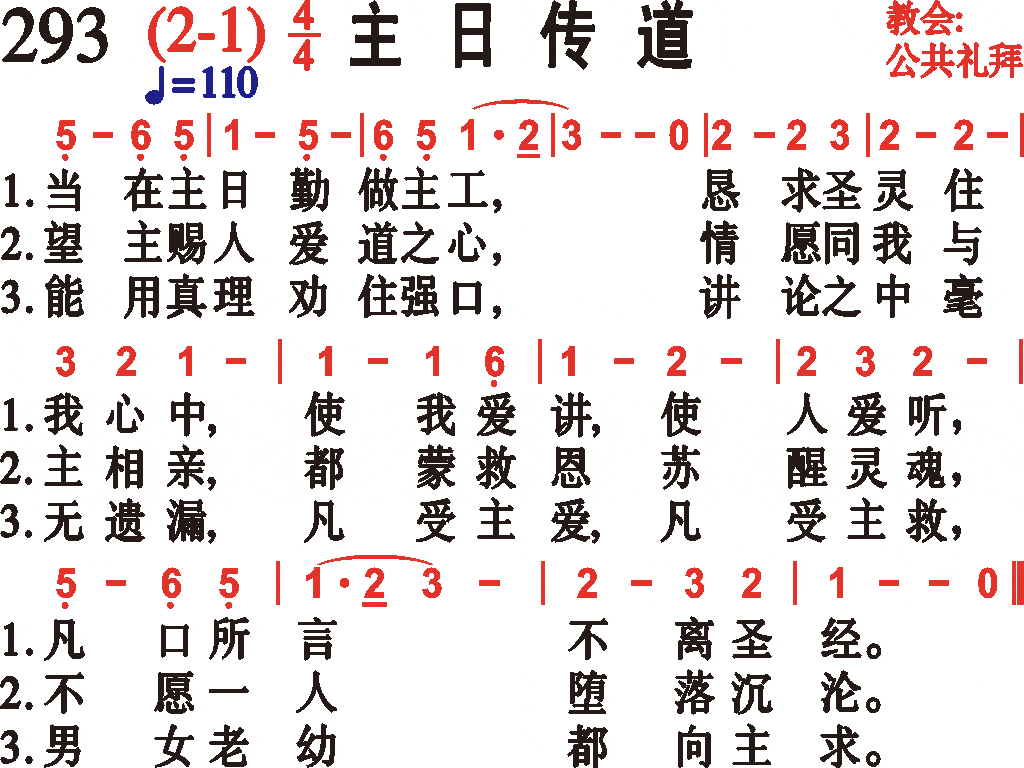 293 (2-1) 4/4 主日传道 教会:
♩=110 公共礼拜
5 - 6 5 | 1 - 5 - | 6 5 1 · 2 | 3 - - 0 | 2 - 2 3 | 2 - 2 - |
1.当 在主日 勤 做主工, 恳 求圣灵 住
2.望 主赐人 爱 道之心, 情 愿同我 与
3.能 用真理 劝 住强口, 讲 论之中 毫
3 2 1 - | 1 - 1 6 | 1 - 2 - | 2 3 2 - |
1.我心中, 使 我爱讲, 使 人爱听,
2.主相亲, 都 蒙救恩 苏 醒灵魂,
3.无遗漏, 凡 受主爱, 凡 受主救,
5 - 6 5 | 1 · 2 3 - | 2 - 3 2 | 1 - - 0 ‖
1.凡 口所 言 不 离圣 经。
2.不 愿一 人 堕 落沉 沦。
3.男 女老 幼 都 向主 求。